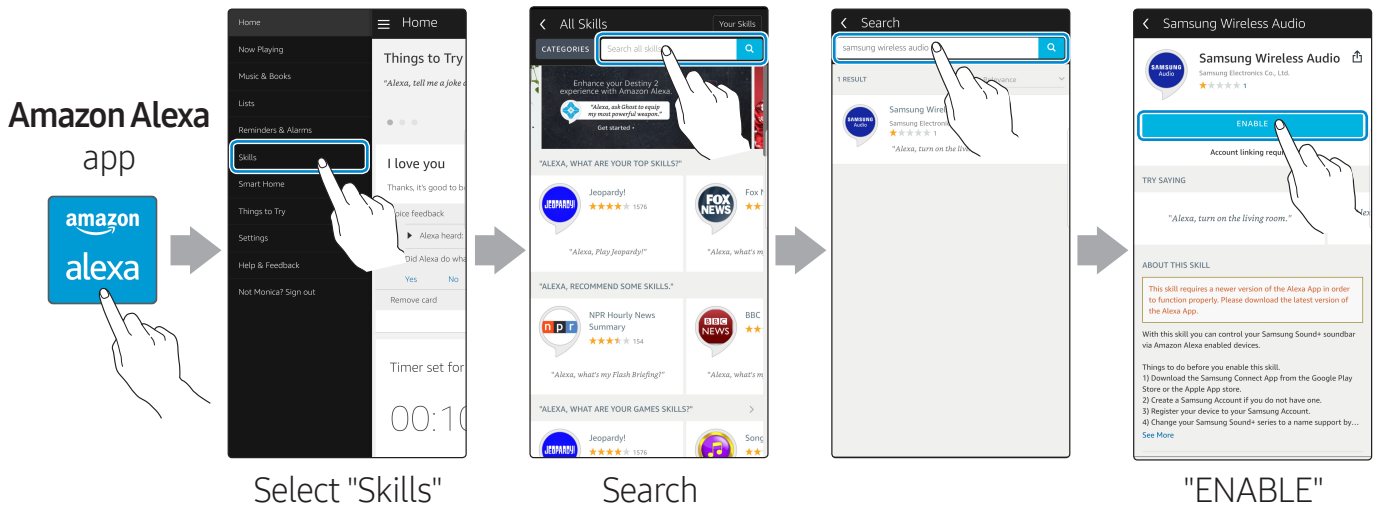 Amazon Alexa
app
amazon
alexa
Home
Now Playing
Music & Books
Lists
Reminders & Alarms
Skills
Smart Home
Things to Try
Settings
Help & Feedback
Not Monica? Sign out
Home
Things to Try
"Alexa, tell me a joke
I love you
Thanks, it's good to
feedback
Alexa heard:
Did Alexa do
Yes No
Remove card
Timer set for
Select "Skills"
All Skills
Your Skills
CATEGORIES
Search all skills
Enhance your Destiny 2
experience with Amazon Alexa.
"Alexa, ask Ghost to equip
my most powerful weapon."
Get started
"ALEXA, WHAT ARE YOUR TOP SKILLS?"
JEOPARDY!
Jeopardy!
1576
"Alexa, Play Jeopardy!"
FOX
NEWS
Fox
"Alexa, what's
"ALEXA, RECOMMEND SOME SKILLS."
npr
NPR Hourly News
Summary
154
"Alexa, what's my Flash Briefing?"
BBC
NEWS
BBC
"Alexa, what's
"ALEXA, WHAT ARE YOUR GAMES SKILLS?"
JEOPARDY!
Jeopardy!
1576
Song
Search
Search
samsung wireless audio
1 RESULT
SAMSUNG
Audio
Samsung
Samsung
1
"Alexa, turn on the
Samsung Wireless Audio
SAMSUNG
Audio
Samsung Wireless Audio
Samsung Electronics Co., Ltd.
1
ENABLE
Account linking
TRY SAYING
"Alexa, turn on the living room."
ABOUT THIS SKILL
This skill requires a newer version of the Alexa App in order
to function properly. Please download the latest version of
the Alexa App.
With this skill you can control your Samsung Sound+ soundbar
via Amazon Alexa enabled devices.
Things to do before you enable this skill.
1) Download the Samsung Connect App from the Google Play
Store or the Apple App store.
2) Create a Samsung Account if you do not have one.
3) Register your device to your Samsung Account.
4) Change your Samsung Sound+ series to a name support by...
See More
"ENABLE"